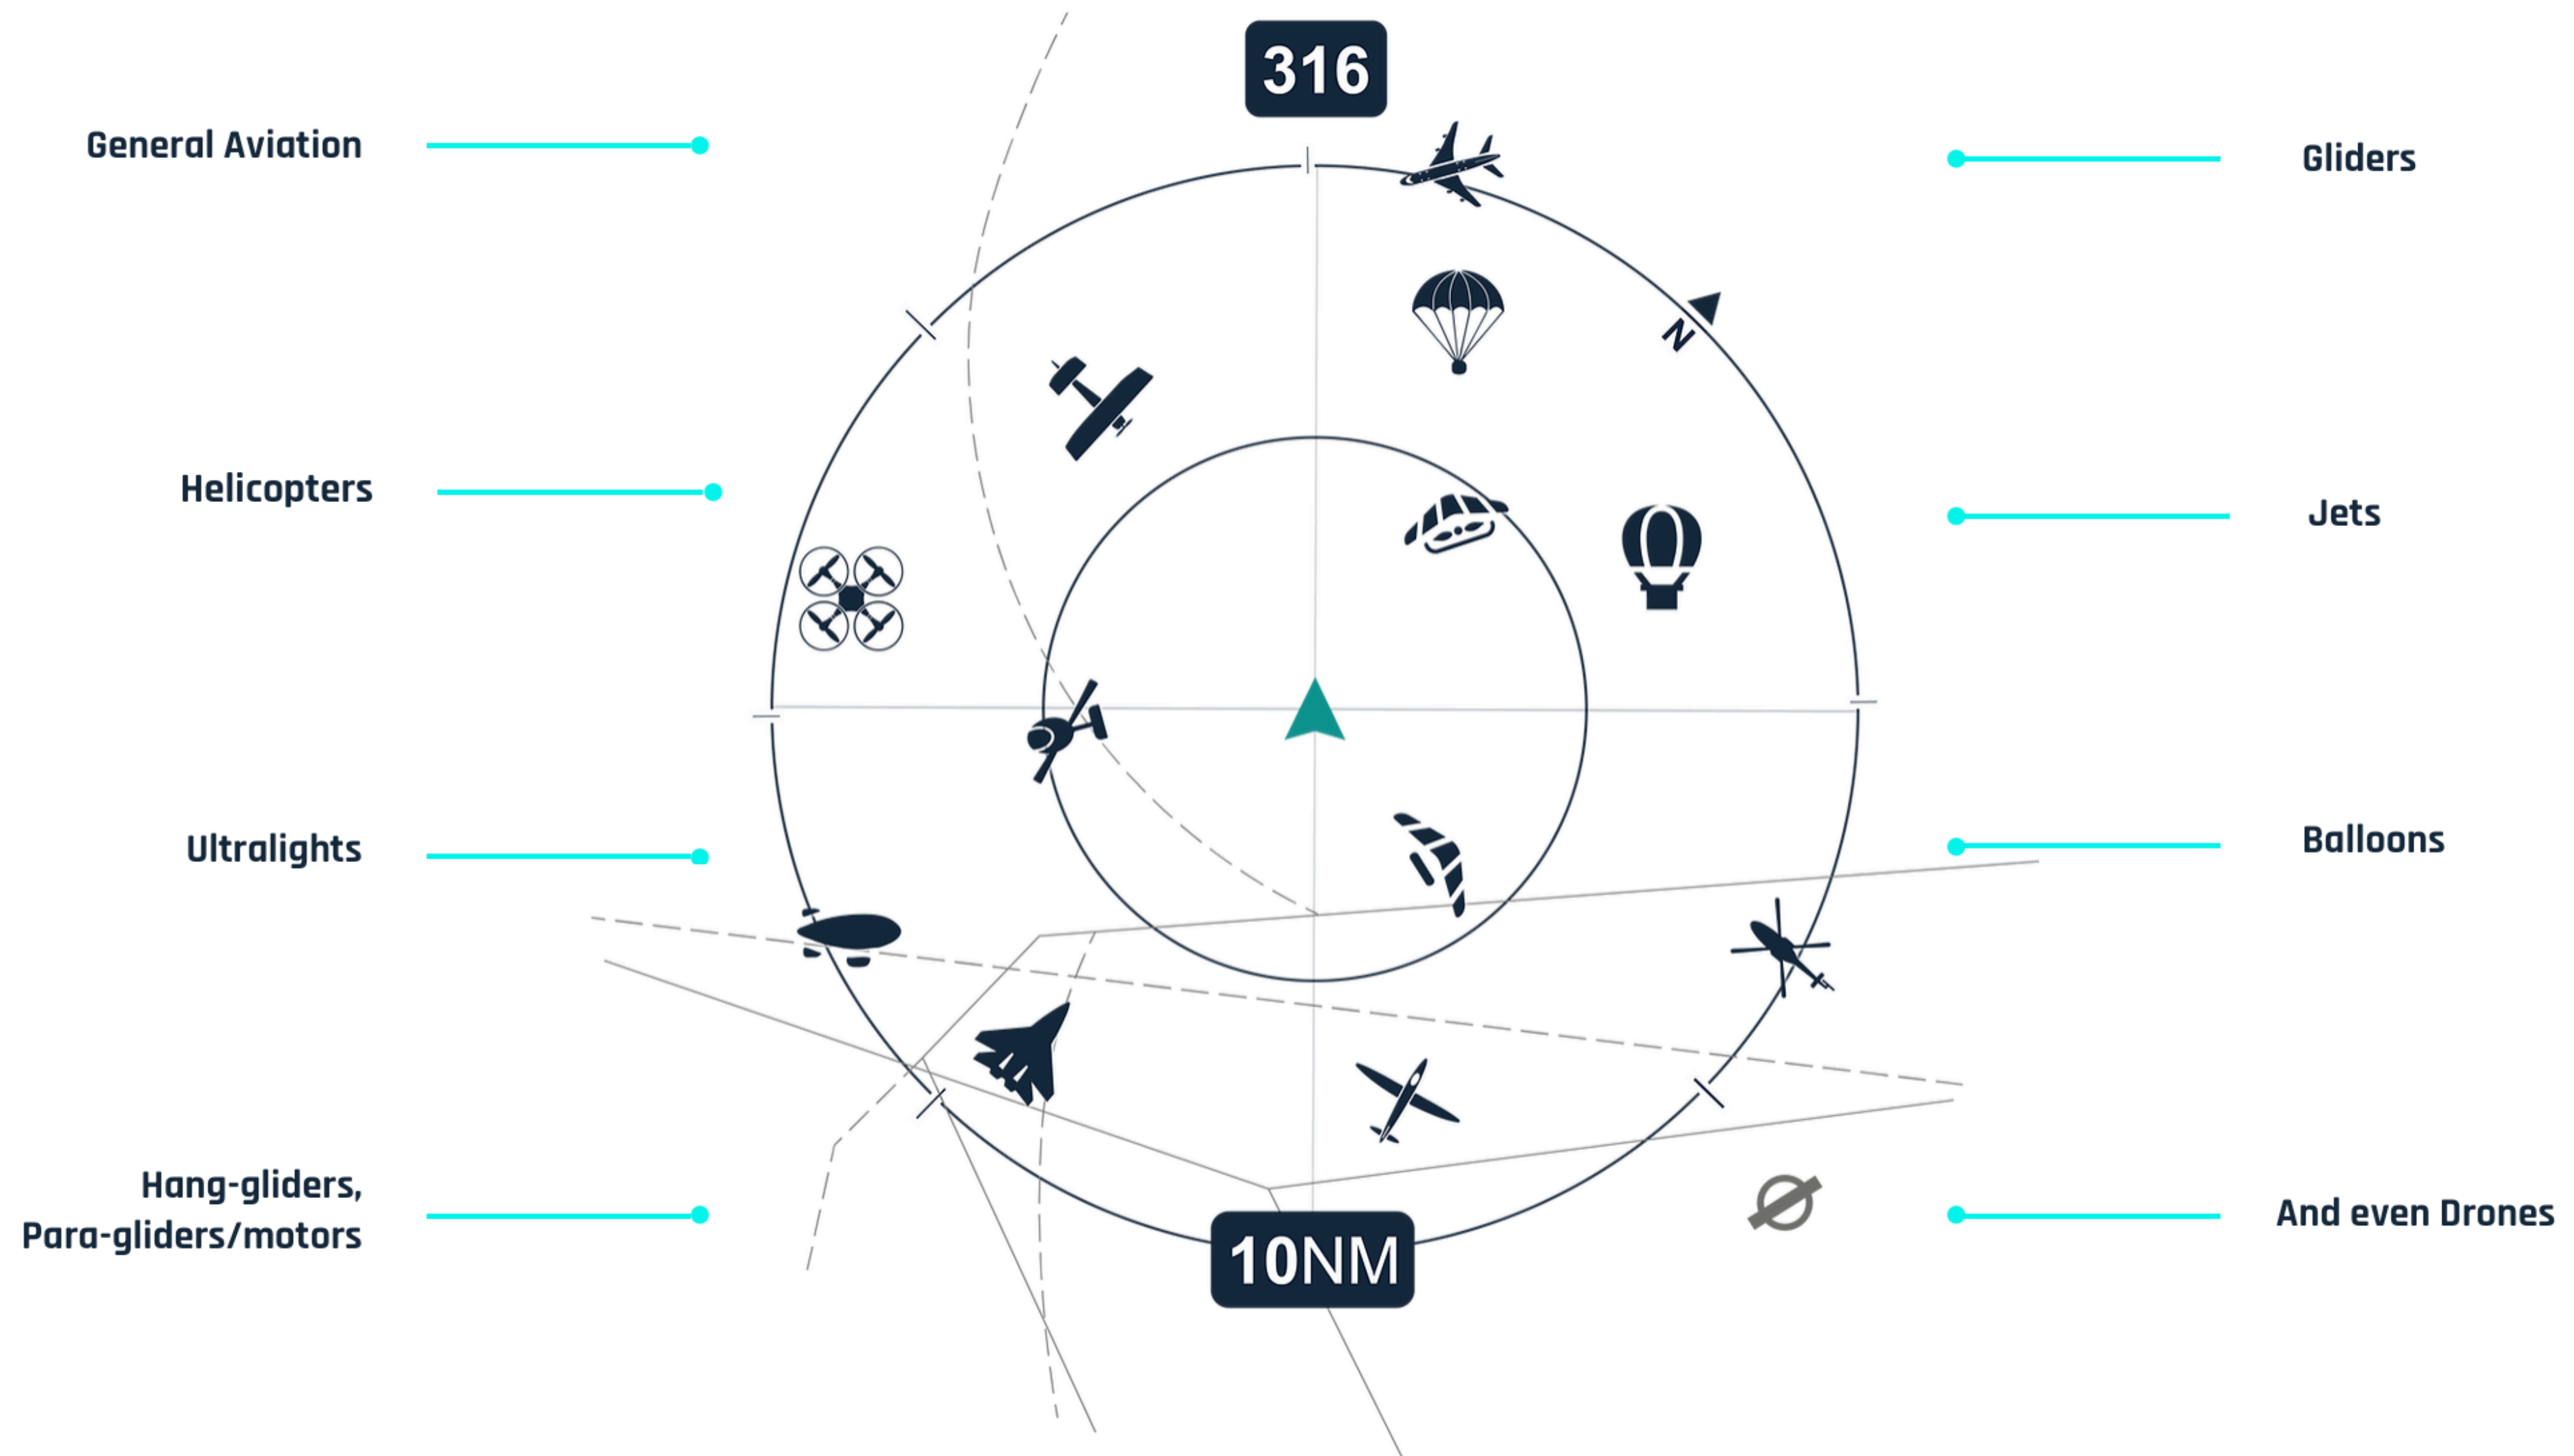 316
General Aviation
Gliders
N
Helicopters
Jets
Ultralights
Balloons
Hang-gliders,
Para-gliders/motors
And even Drones
10NM